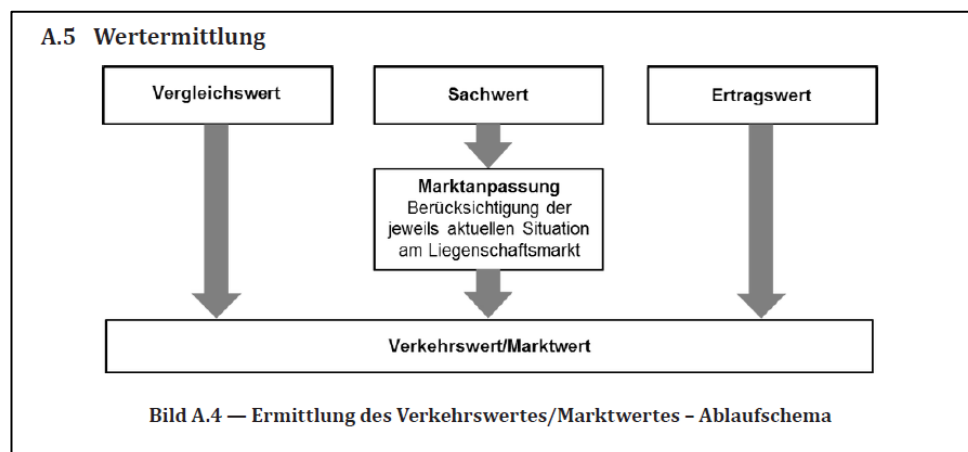 A.5 Wertermittlung
Vergleichswert
Sachwert
Ertragswert
Marktanpassung
Berücksichtigung der
jeweils aktuellen Situation
am Liegenschaftsmarkt
Verkehrswert/Marktwert
Bild A.4 — Ermittlung des Verkehrswertes/Marktwertes – Ablaufschema